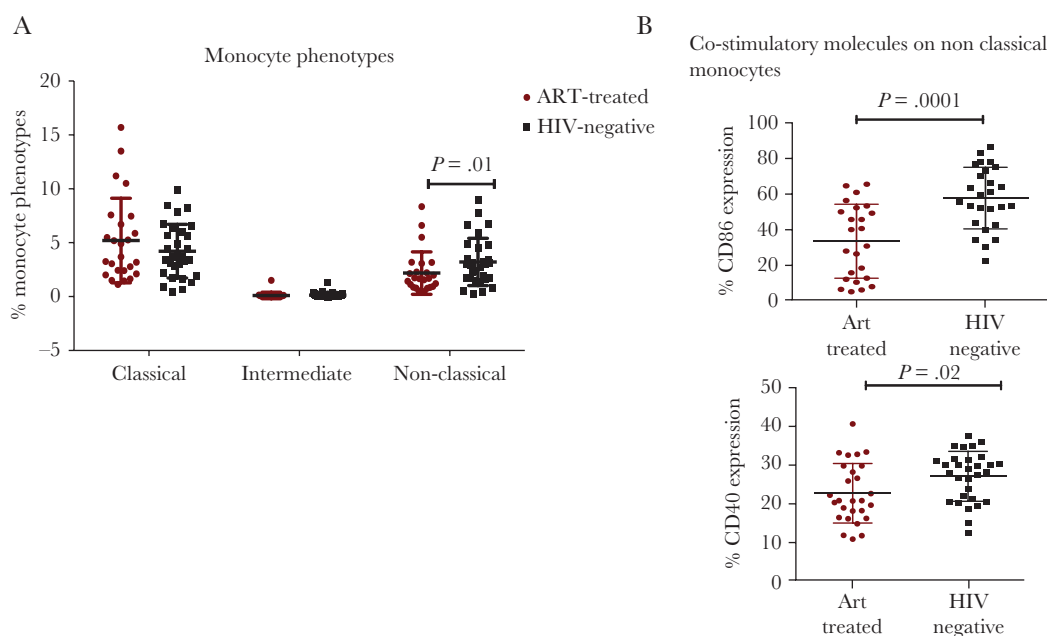 A
Monocyte phenotypes
% monocyte phenotypes
20
15
10
5
0
−5
ART-treated
HIV-negative
P = .01
Classical
Intermediate
Non-classical
B
Co-stimulatory molecules on non classical
monocytes
P = .0001
% CD86 expression
100
80
60
40
20
0
Art
treated
HIV
negative
P = .02
% CD40 expression
50
40
30
20
10
0
Art
treated
HIV
negative